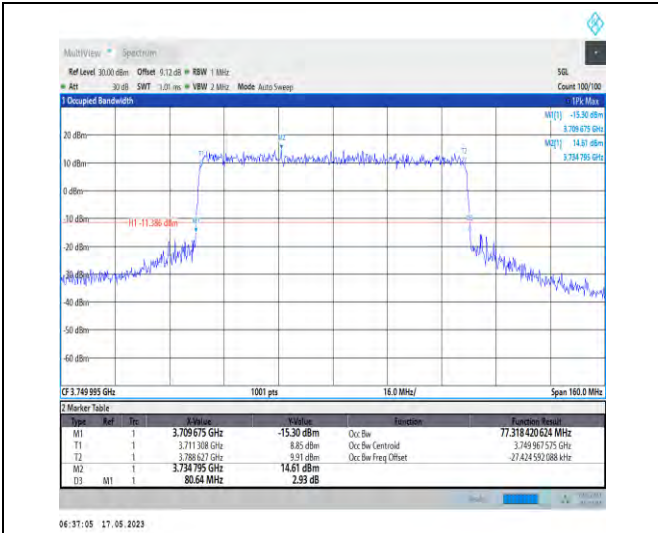 MultiView Spectrum
Ref Level 30.00 dBm Offset 9.12 dB RBW 1 MHz SGL
Att 30 dB SWT 1.01 ms VBW 2 MHz Mode Auto Sweep Count 100/100
1 Occupied Bandwidth 1Pk Max
M1[1] -15.30 dBm
3.709 675 GHz
M2[1] 14.61 dBm
3.734 795 GHz
20 dBm
M2
10 dBm
0 dBm
-10 dBm
H1 -11.386 dBm
-20 dBm
-30 dBm
-40 dBm
-50 dBm
-60 dBm
CF 3.749 995 GHz 1001 pts 16.0 MHz/ Span 160.0 MHz
2 Marker Table
Type Ref Trc X-Value Y-Value Function Function Result
M1 1 3.709 675 GHz -15.30 dBm Occ Bw 77.318 420 624 MHz
T1 1 3.711 308 GHz 8.85 dBm Occ Bw Centroid 3.749 967 575 GHz
T2 1 3.788 627 GHz 9.91 dBm Occ Bw Freq Offset -27.424 592 088 kHz
M2 1 3.734 795 GHz 14.61 dBm
D3 M1 1 80.64 MHz 2.93 dB
06:37:05 17.05.2023